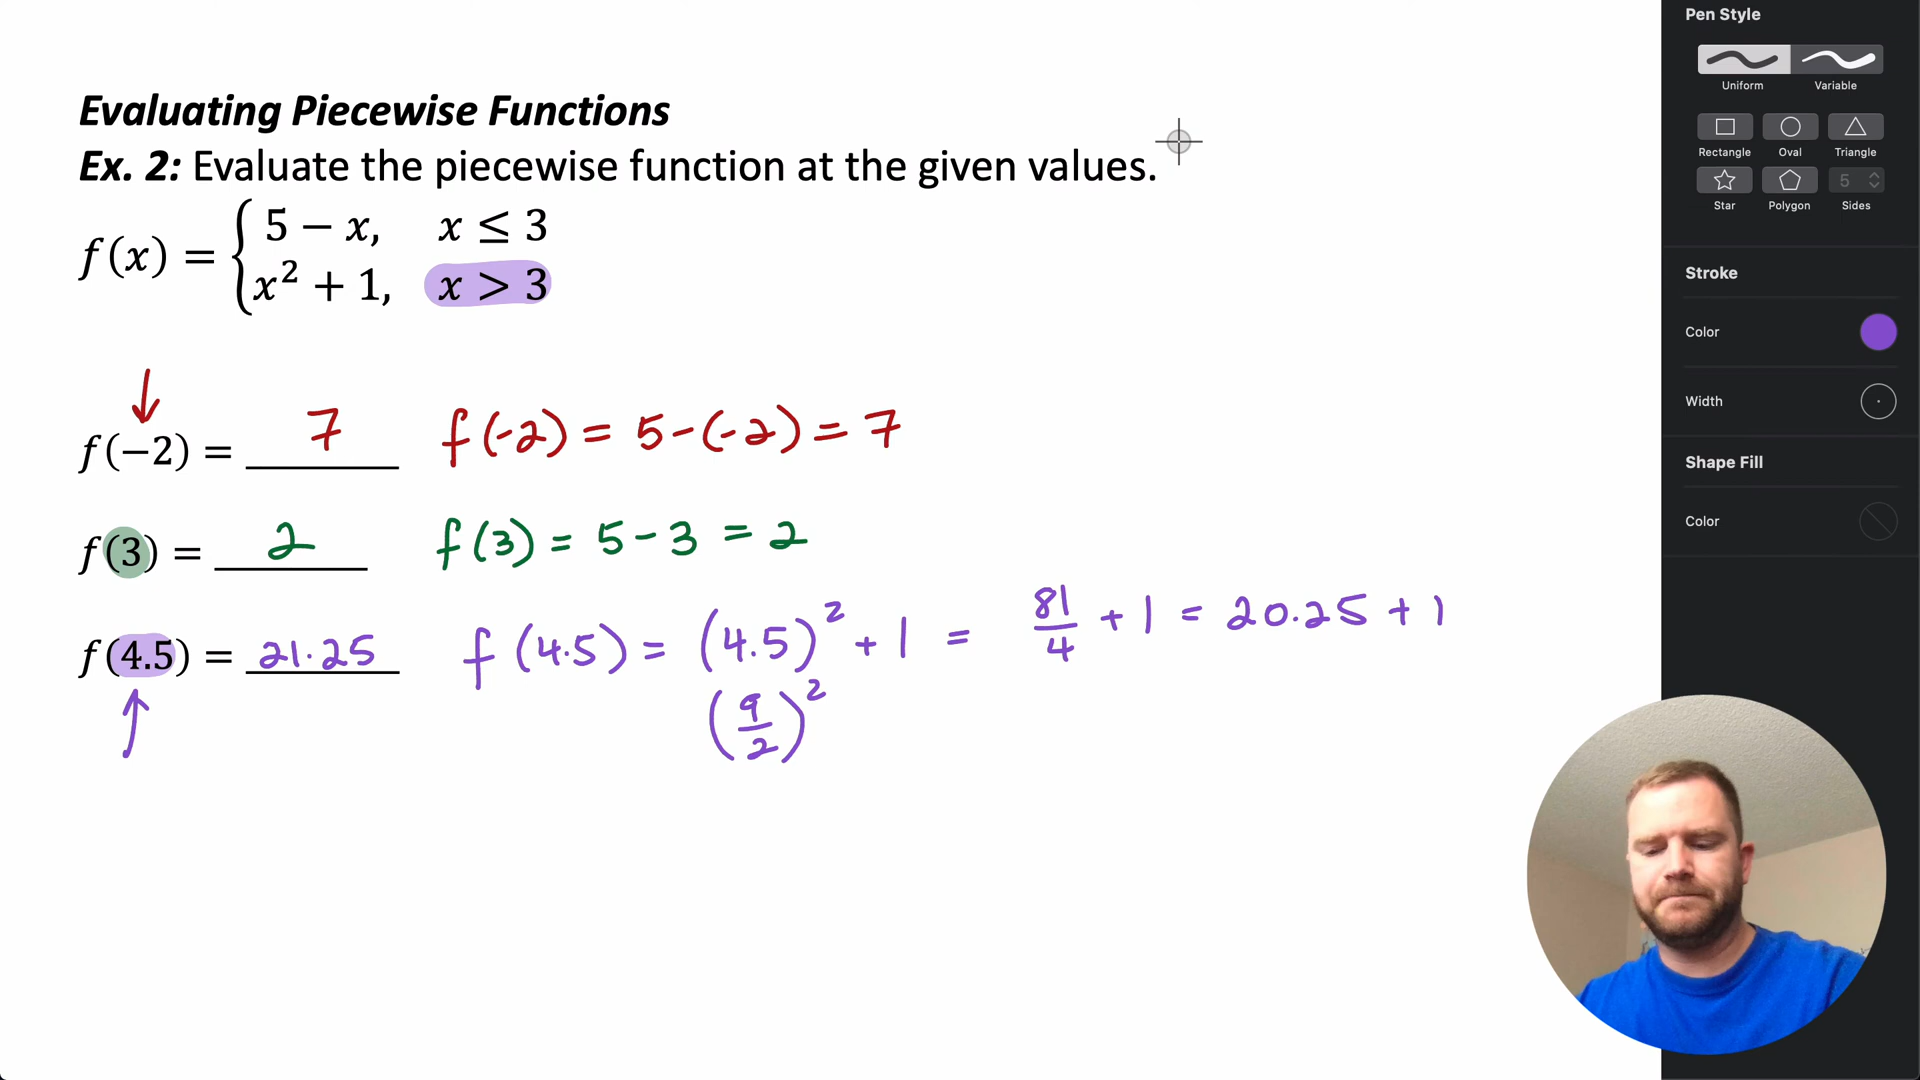 Evaluating Piecewise Functions
Ex. 2: Evaluate the piecewise function at the given values.
f(x) = { 5 − x, x ≤ 3
x² + 1, x > 3
f(−2) = 7 f(-2) = 5-(-2) = 7
f(3) = 2 f(3) = 5-3 = 2
f(4.5) = 21.25 f(4.5) = (4.5)² + 1 = 81/4 + 1 = 20.25 + 1
(9/2)²
Pen Style
Uniform Variable
Rectangle Oval Triangle
5
Star Polygon Sides
Stroke
Color
Width
Shape Fill
Color